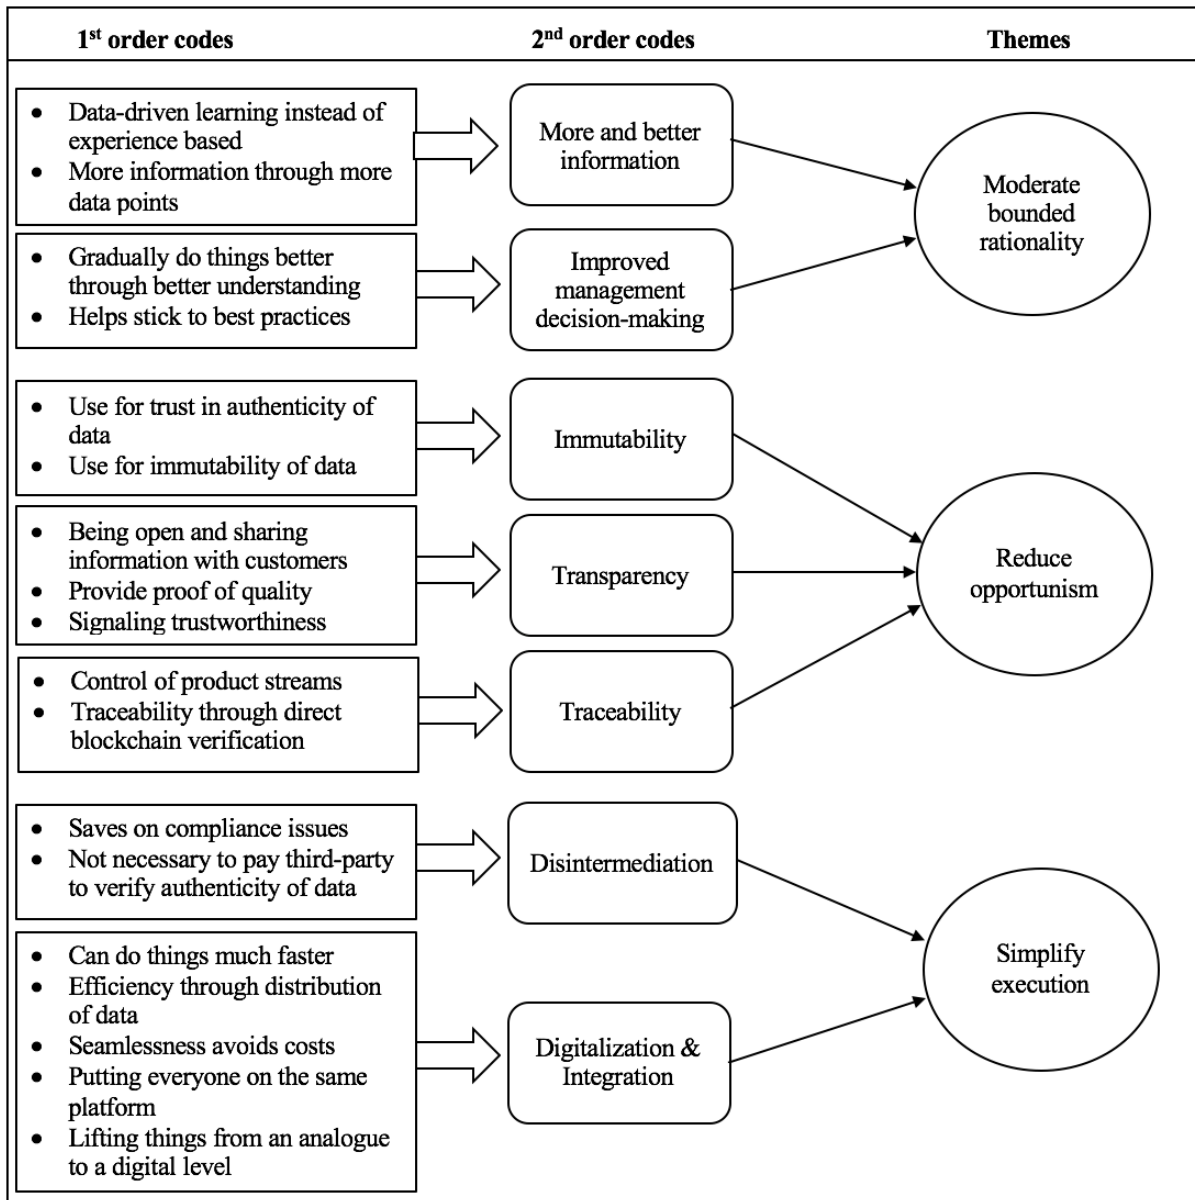 1st order codes
2nd order codes
Themes
• Data-driven learning instead of
experience based
• More information through more
data points
More and better
information
• Gradually do things better
through better understanding
• Helps stick to best practices
Improved
management
decision-making
Moderate
bounded
rationality
• Use for trust in authenticity of
data
• Use for immutability of data
Immutability
• Being open and sharing
information with customers
• Provide proof of quality
• Signaling trustworthiness
Transparency
• Control of product streams
• Traceability through direct
blockchain verification
Traceability
Reduce
opportunism
• Saves on compliance issues
• Not necessary to pay third-party
to verify authenticity of data
Disintermediation
• Can do things much faster
• Efficiency through distribution
of data
• Seamlessness avoids costs
• Putting everyone on the same
platform
• Lifting things from an analogue
to a digital level
Digitalization &
Integration
Simplify
execution